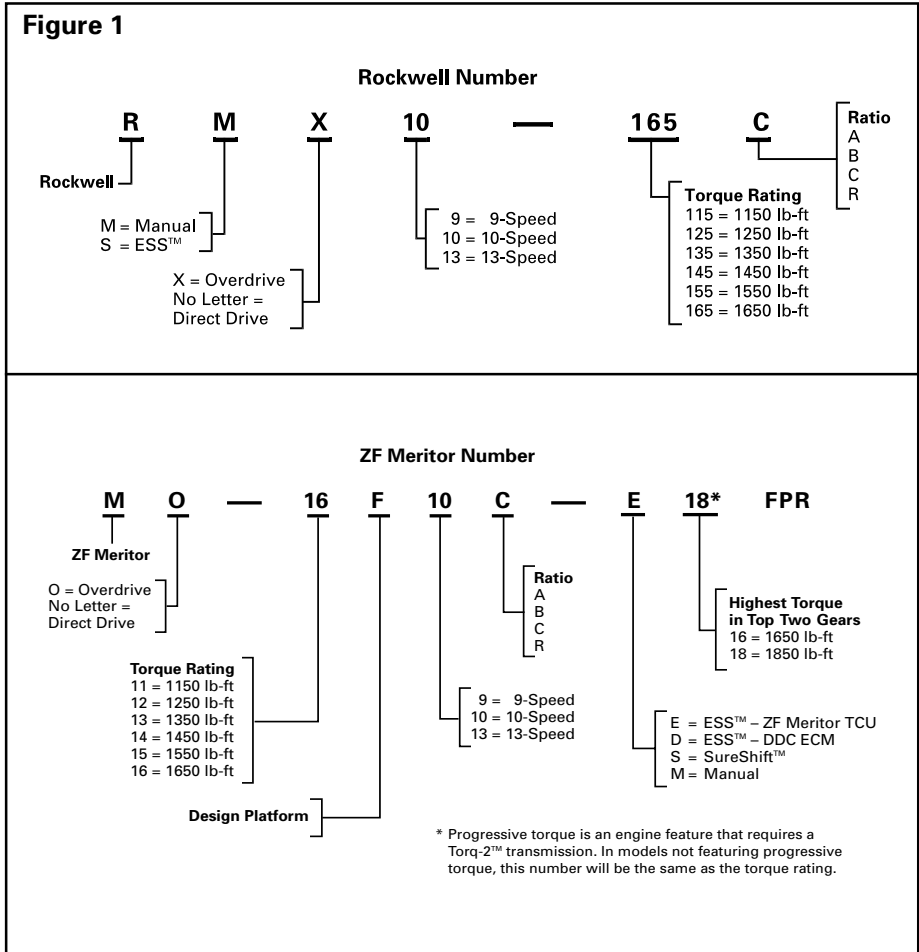 Figure 1
Rockwell Number
R M X 10 — 165 C
Rockwell
M = Manual
S = ESS™
X = Overdrive
No Letter =
Direct Drive
9 = 9-Speed
10 = 10-Speed
13 = 13-Speed
Torque Rating
115 = 1150 lb-ft
125 = 1250 lb-ft
135 = 1350 lb-ft
145 = 1450 lb-ft
155 = 1550 lb-ft
165 = 1650 lb-ft
Ratio
A
B
C
R
ZF Meritor Number
M O — 16 F 10 C — E 18* FPR
ZF Meritor
O = Overdrive
No Letter =
Direct Drive
Torque Rating
11 = 1150 lb-ft
12 = 1250 lb-ft
13 = 1350 lb-ft
14 = 1450 lb-ft
15 = 1550 lb-ft
16 = 1650 lb-ft
Design Platform
9 = 9-Speed
10 = 10-Speed
13 = 13-Speed
Ratio
A
B
C
R
E = ESS™ – ZF Meritor TCU
D = ESS™ – DDC ECM
S = SureShift™
M = Manual
Highest Torque
in Top Two Gears
16 = 1650 lb-ft
18 = 1850 lb-ft
* Progressive torque is an engine feature that requires a
Torq-2™ transmission. In models not featuring progressive
torque, this number will be the same as the torque rating.